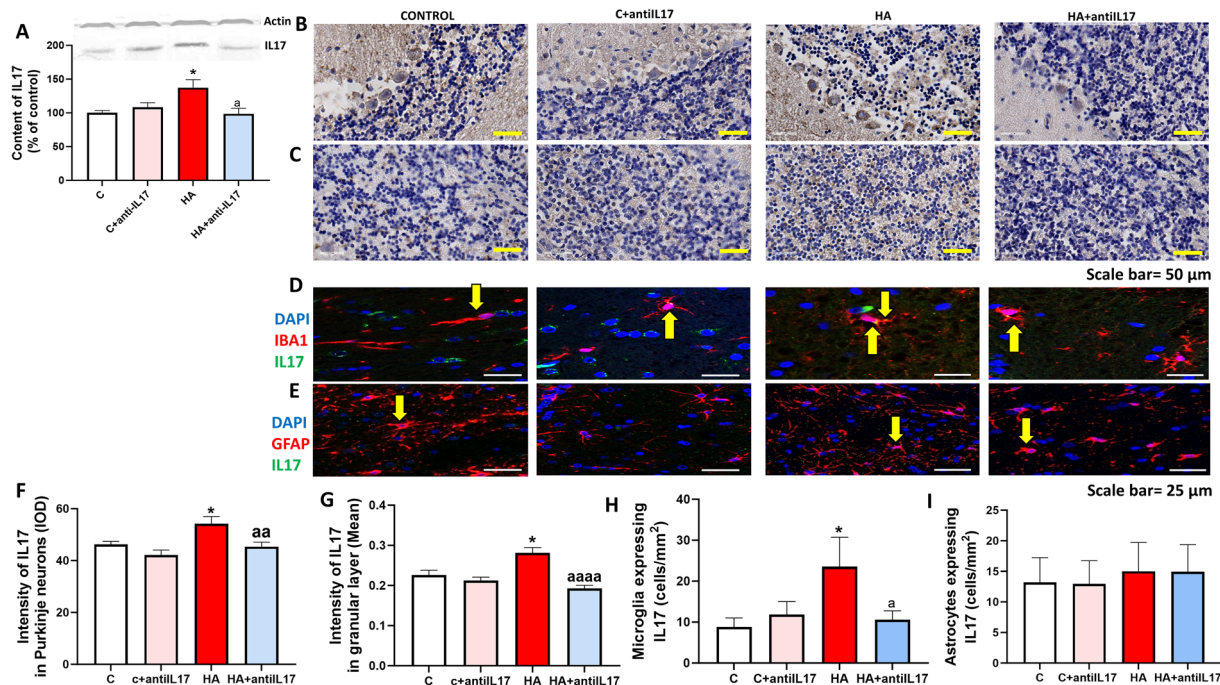 A
Actin
IL17
Content of IL17
(% of control)
200
150
100
50
0
*
a
C
C+anti-IL17
HA
HA+anti-IL17
CONTROL
C+antiIL17
HA
HA+antiIL17
B
C
Scale bar= 50 µm
D
DAPI
IBA1
IL17
E
DAPI
GFAP
IL17
Scale bar= 25 µm
F
Intensity of IL17
in Purkinje neurons (IOD)
60
40
20
0
*
aa
C
c+antiIL17
HA
HA+antiIL17
G
Intensity of IL17
in granular layer (Mean)
0.4
0.3
0.2
0.1
0.0
*
aaaa
C
c+antiIL17
HA
HA+antiIL17
H
Microglia expressing
IL17 (cells/mm²)
40
30
20
10
0
*
a
C
C+antiIL17
HA
HA+antiIL17
I
Astrocytes expressing
IL17 (cells/mm²)
25
20
15
10
5
0
C
C+antiIL17
HA
HA+antiIL17